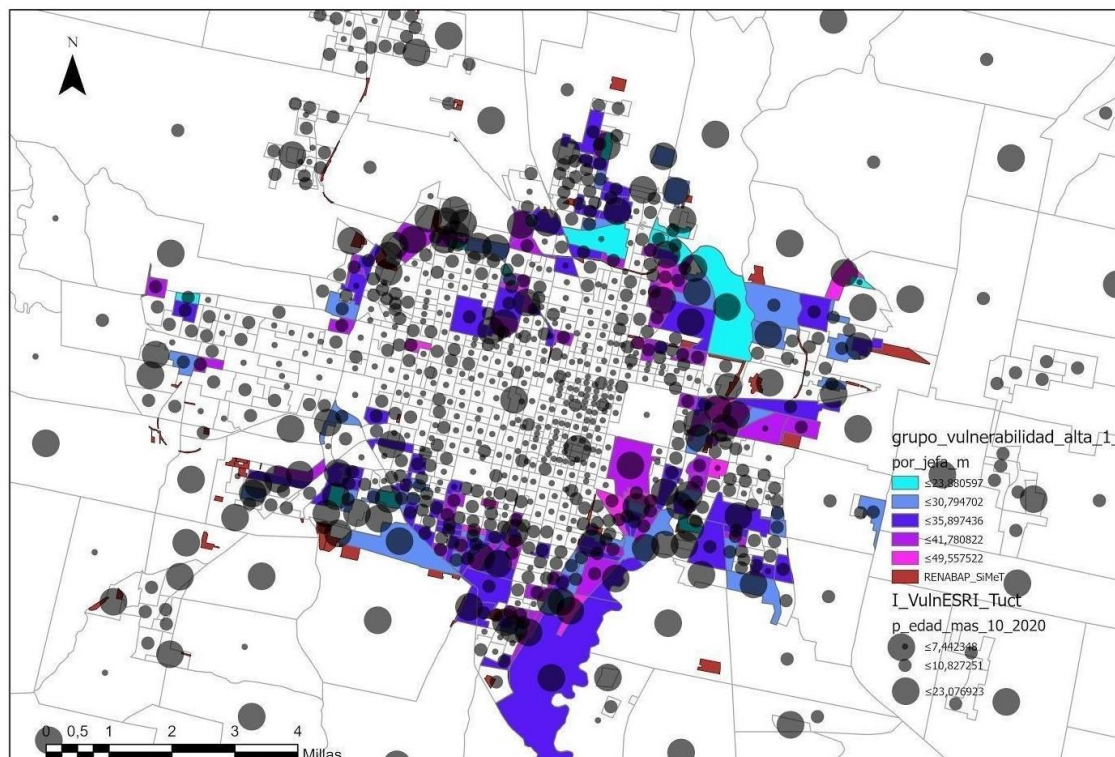 N
grupo_vulnerabilidad_alta_1_
por_jefa_m
≤23,880597
≤30,794702
≤35,897436
≤41,780822
≤49,557522
RENABAP_SiMeT
I_VulnESRI_Tuct
p_edad_mas_10_2020
≤7,442348
≤10,827251
≤23,076923
0 0,5 1 2 3 4
Millas